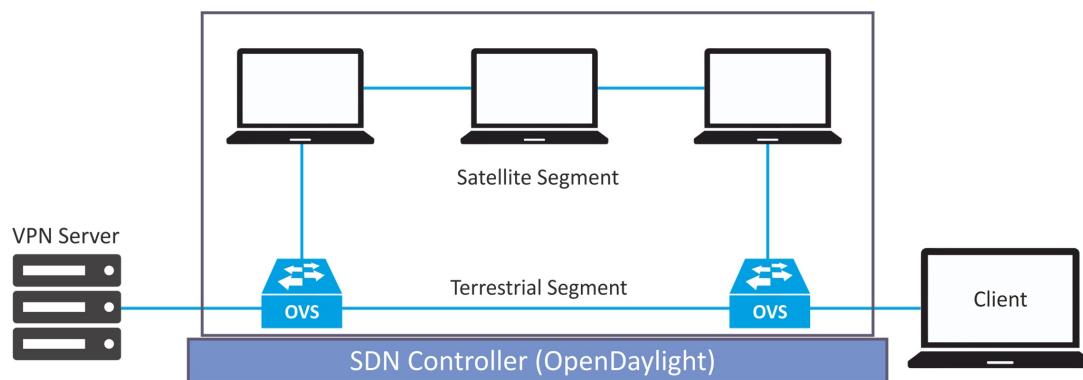 Satellite Segment
VPN Server
Terrestrial Segment
OVS
OVS
Client
SDN Controller (OpenDaylight)